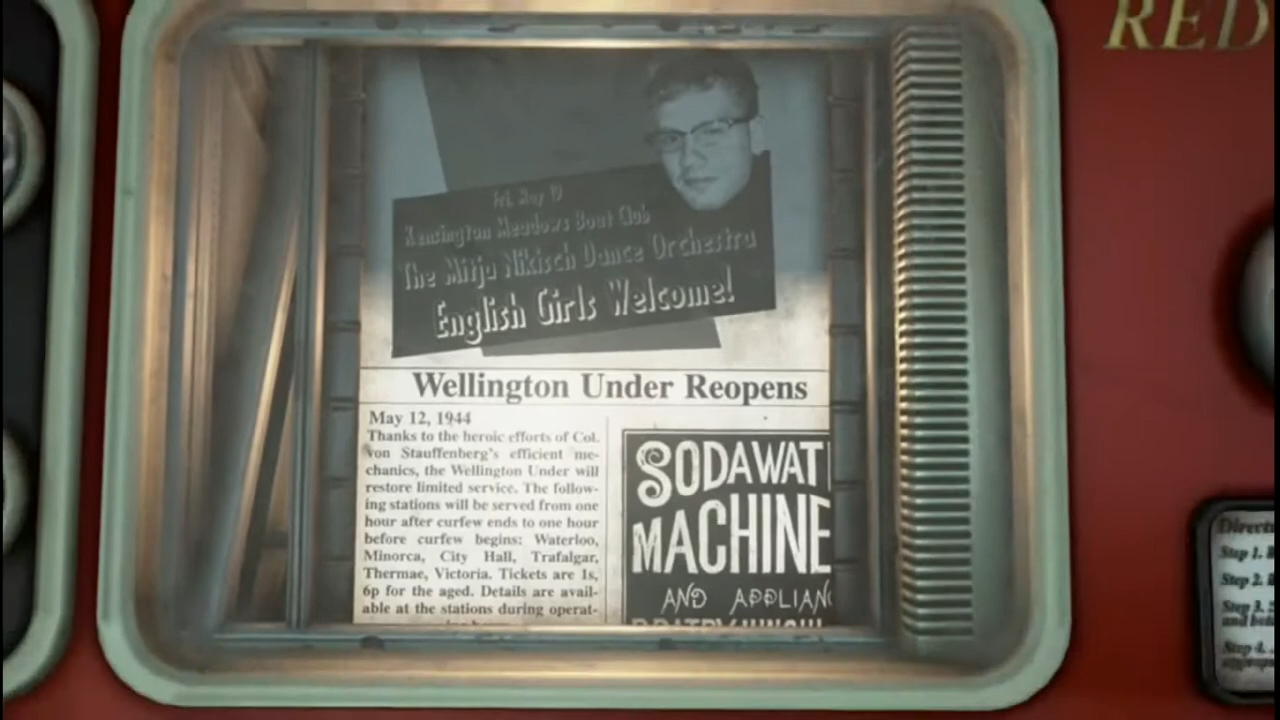 RED
Fri. May 19
Kensington Meadows Boat Club
The Mitja Nikisch Dance Orchestra
English Girls Welcome!
Wellington Under Reopens
May 12, 1944
Thanks to the heroic efforts of Col.
von Stauffenberg's efficient me-
chanics, the Wellington Under will
restore limited service. The follow-
ing stations will be served from one
hour after curfew ends to one hour
before curfew begins: Waterloo,
Minorca, City Hall, Trafalgar,
Thermae, Victoria. Tickets are 1s,
6p for the aged. Details are avail-
able at the stations during operat-
SODAWAT
MACHINE
AND APPLIAN
Step 1.
Step 2.
Step 3.
Step 4.